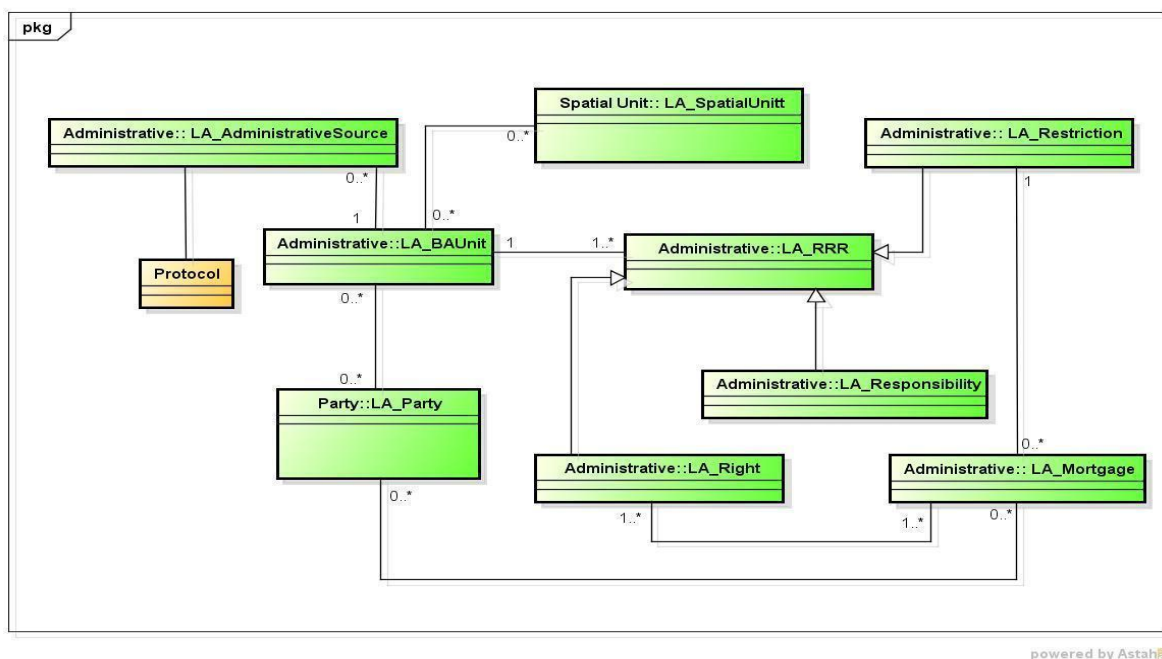 pkg
Spatial Unit:: LA_SpatialUnitt
Administrative:: LA_AdministrativeSource
Administrative:: LA_Restriction
0..*
0..*
1
1
0..*
Administrative::LA_BAUnit
1
1..*
Administrative::LA_RRR
Protocol
0..*
0..*
Administrative::LA_Responsibility
Party::LA_Party
0..*
Administrative::LA_Right
Administrative:: LA_Mortgage
0..*
1..*
1..*
0..*
powered by Astah